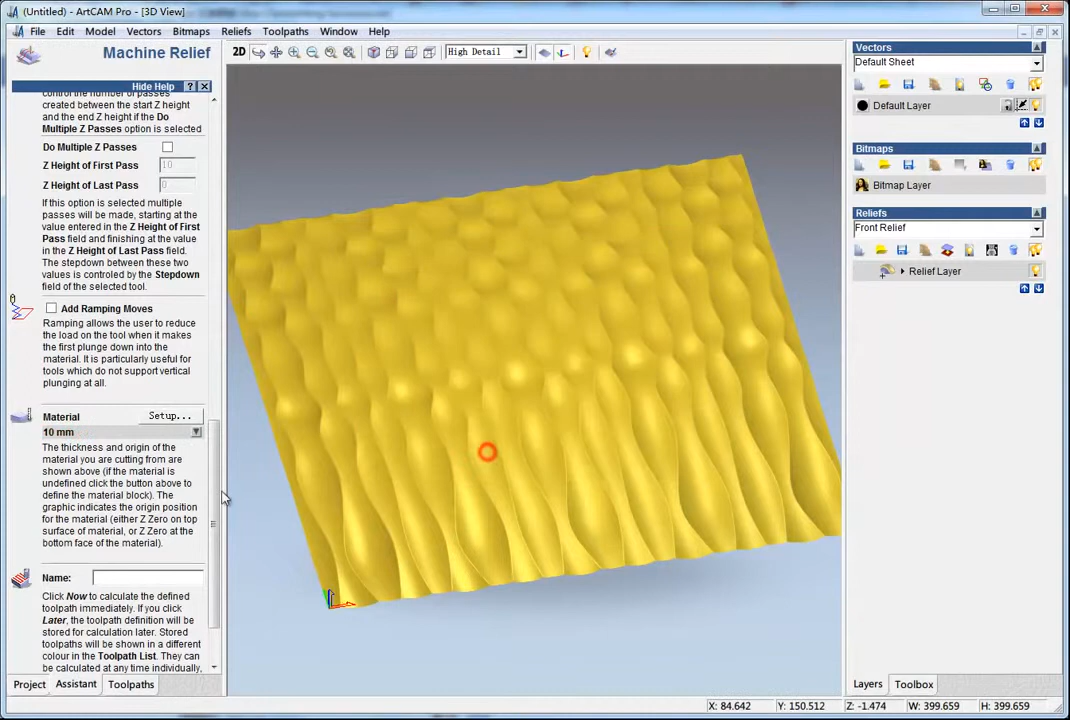 (Untitled) - ArtCAM Pro - [3D View]
File Edit Model Vectors Bitmaps Reliefs Toolpaths Window Help
Machine Relief
2D
High Detail
Hide Help
?
control the number of passes
created between the start Z height
and the end Z height if the Do
Multiple Z Passes option is selected
Do Multiple Z Passes
Z Height of First Pass 10
Z Height of Last Pass 0
If this option is selected multiple
passes will be made, starting at the
value entered in the Z Height of First
Pass field and finishing at the value
in the Z Height of Last Pass field.
The stepdown between these two
values is controled by the Stepdown
field of the selected tool.
Add Ramping Moves
Ramping allows the user to reduce
the load on the tool when it makes
the first plunge down into the
material. It is particularly useful for
tools which do not support vertical
plunging at all.
Material Setup...
10 mm
The thickness and origin of the
material you are cutting from are
shown above (if the material is
undefined click the button above to
define the material block). The
graphic indicates the origin position
for the material (either Z Zero on top
surface of material, or Z Zero at the
bottom face of the material).
Name:
Click Now to calculate the defined
toolpath immediately. If you click
Later, the toolpath definition will be
stored for calculation later. Stored
toolpaths will be shown in a different
colour in the Toolpath List. They can
be calculated at any time individually,
Project Assistant Toolpaths
Vectors
Default Sheet
Default Layer
Bitmaps
Bitmap Layer
Reliefs
Front Relief
Relief Layer
Layers Toolbox
X: 84.642 Y: 150.512 Z: -1.474 W: 399.659 H: 399.659